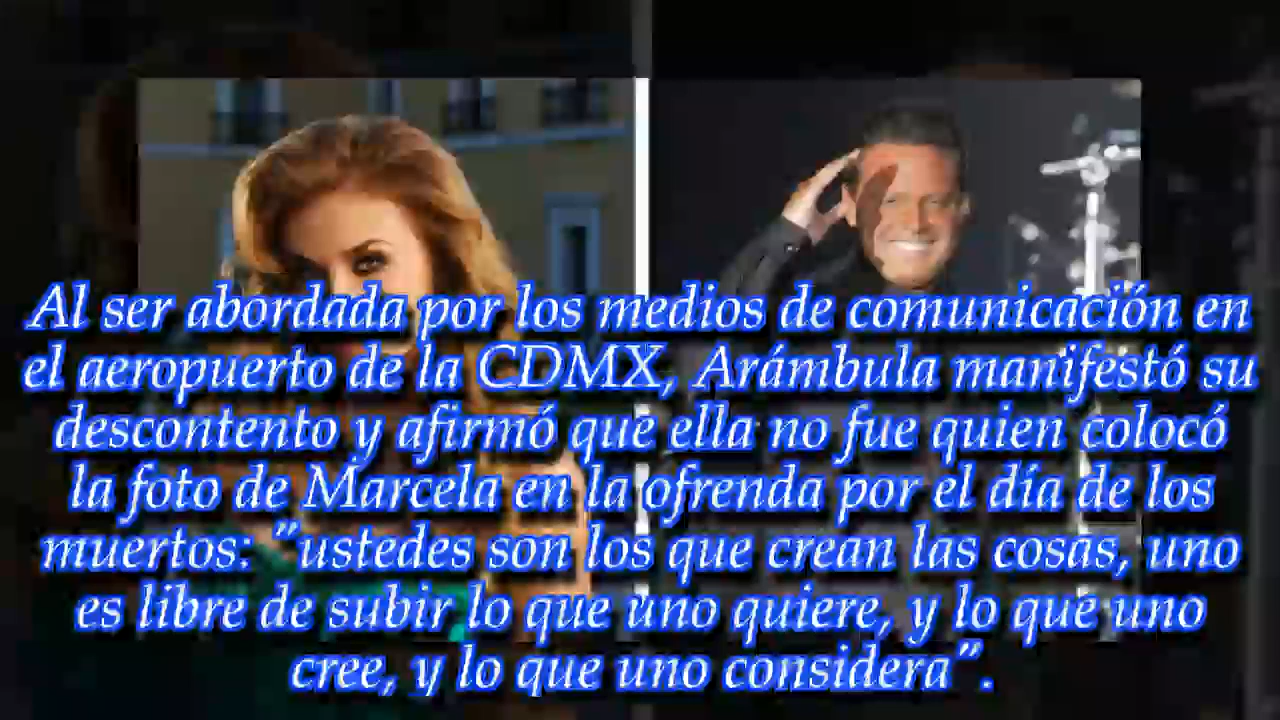 Al ser abordada por los medios de comunicación en
el aeropuerto de la CDMX, Arámbula manifestó su
descontento y afirmó que ella no fue quien colocó
la foto de Marcela en la ofrenda por el día de los
muertos: "ustedes son los que crean las cosas, uno
es libre de subir lo que uno quiere, y lo que uno
cree, y lo que uno considera".